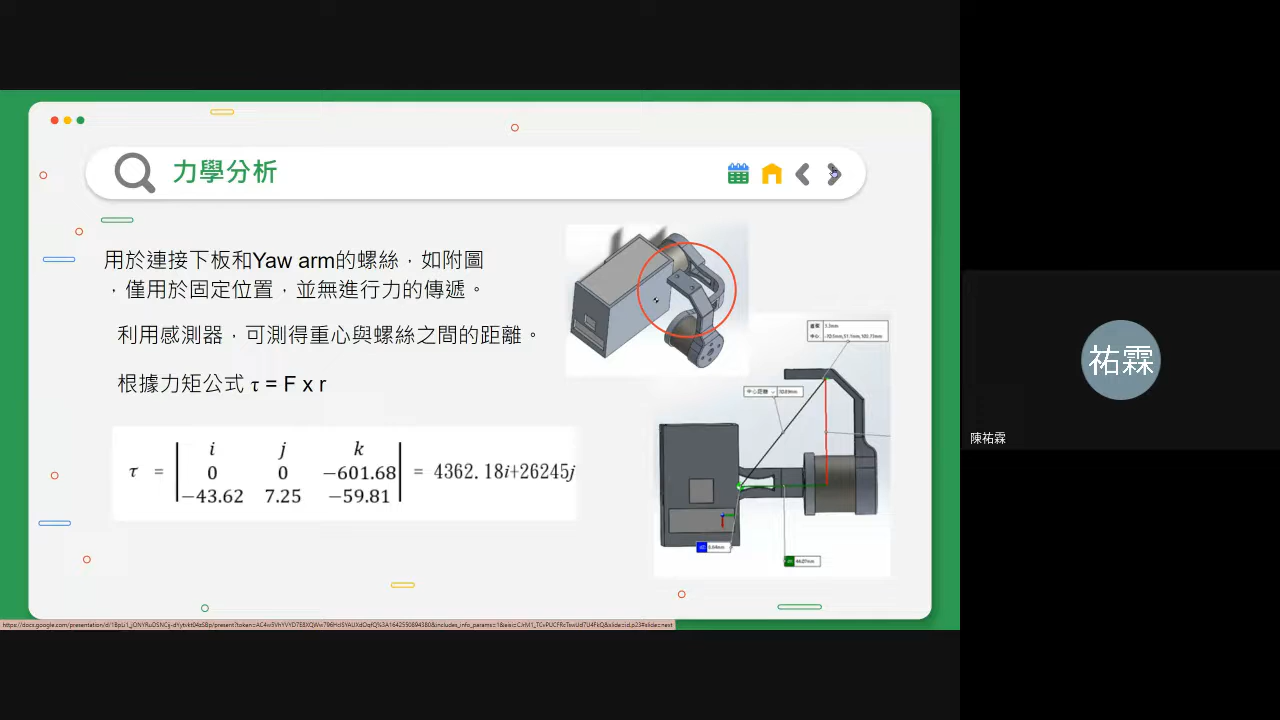 力學分析
用於連接下板和Yaw arm的螺絲，如附圖
，僅用於固定位置，並無進行力的傳遞。
利用感測器，可測得重心與螺絲之間的距離。
根據力矩公式 τ = F x r
τ = | i j k |
| 0 0 −601.68 | = 4362.18i+26245j
| −43.62 7.25 −59.81 |
陳祐霖
祐霖